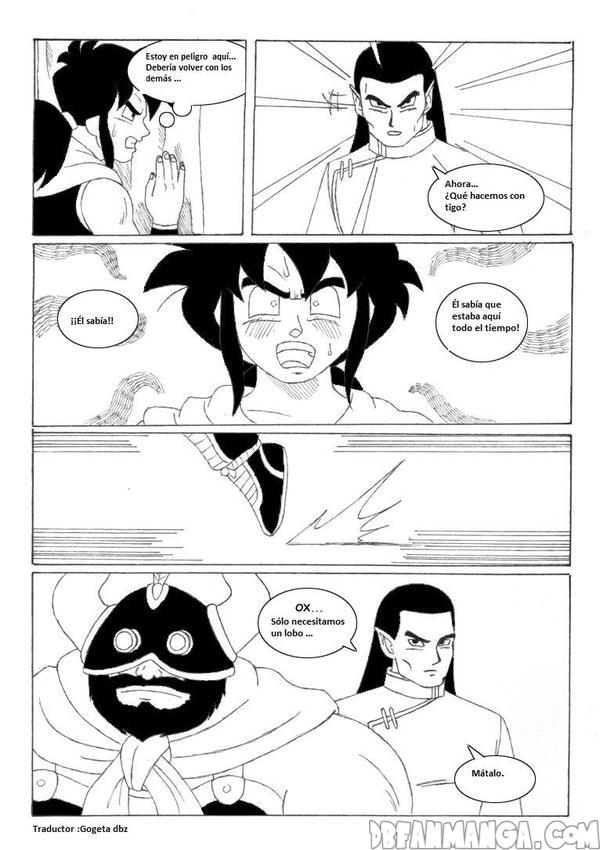 Estoy en peligro aquí...
Debería volver con los
demás ...
Ahora...
¿Qué hacemos con
tigo?
¡¡Él sabía!!
Él sabía que
estaba aquí
todo el tiempo!
OX...
Sólo necesitamos
un lobo ...
Mátalo.
Traductor :Gogeta dbz
DBFANMANGA.COM